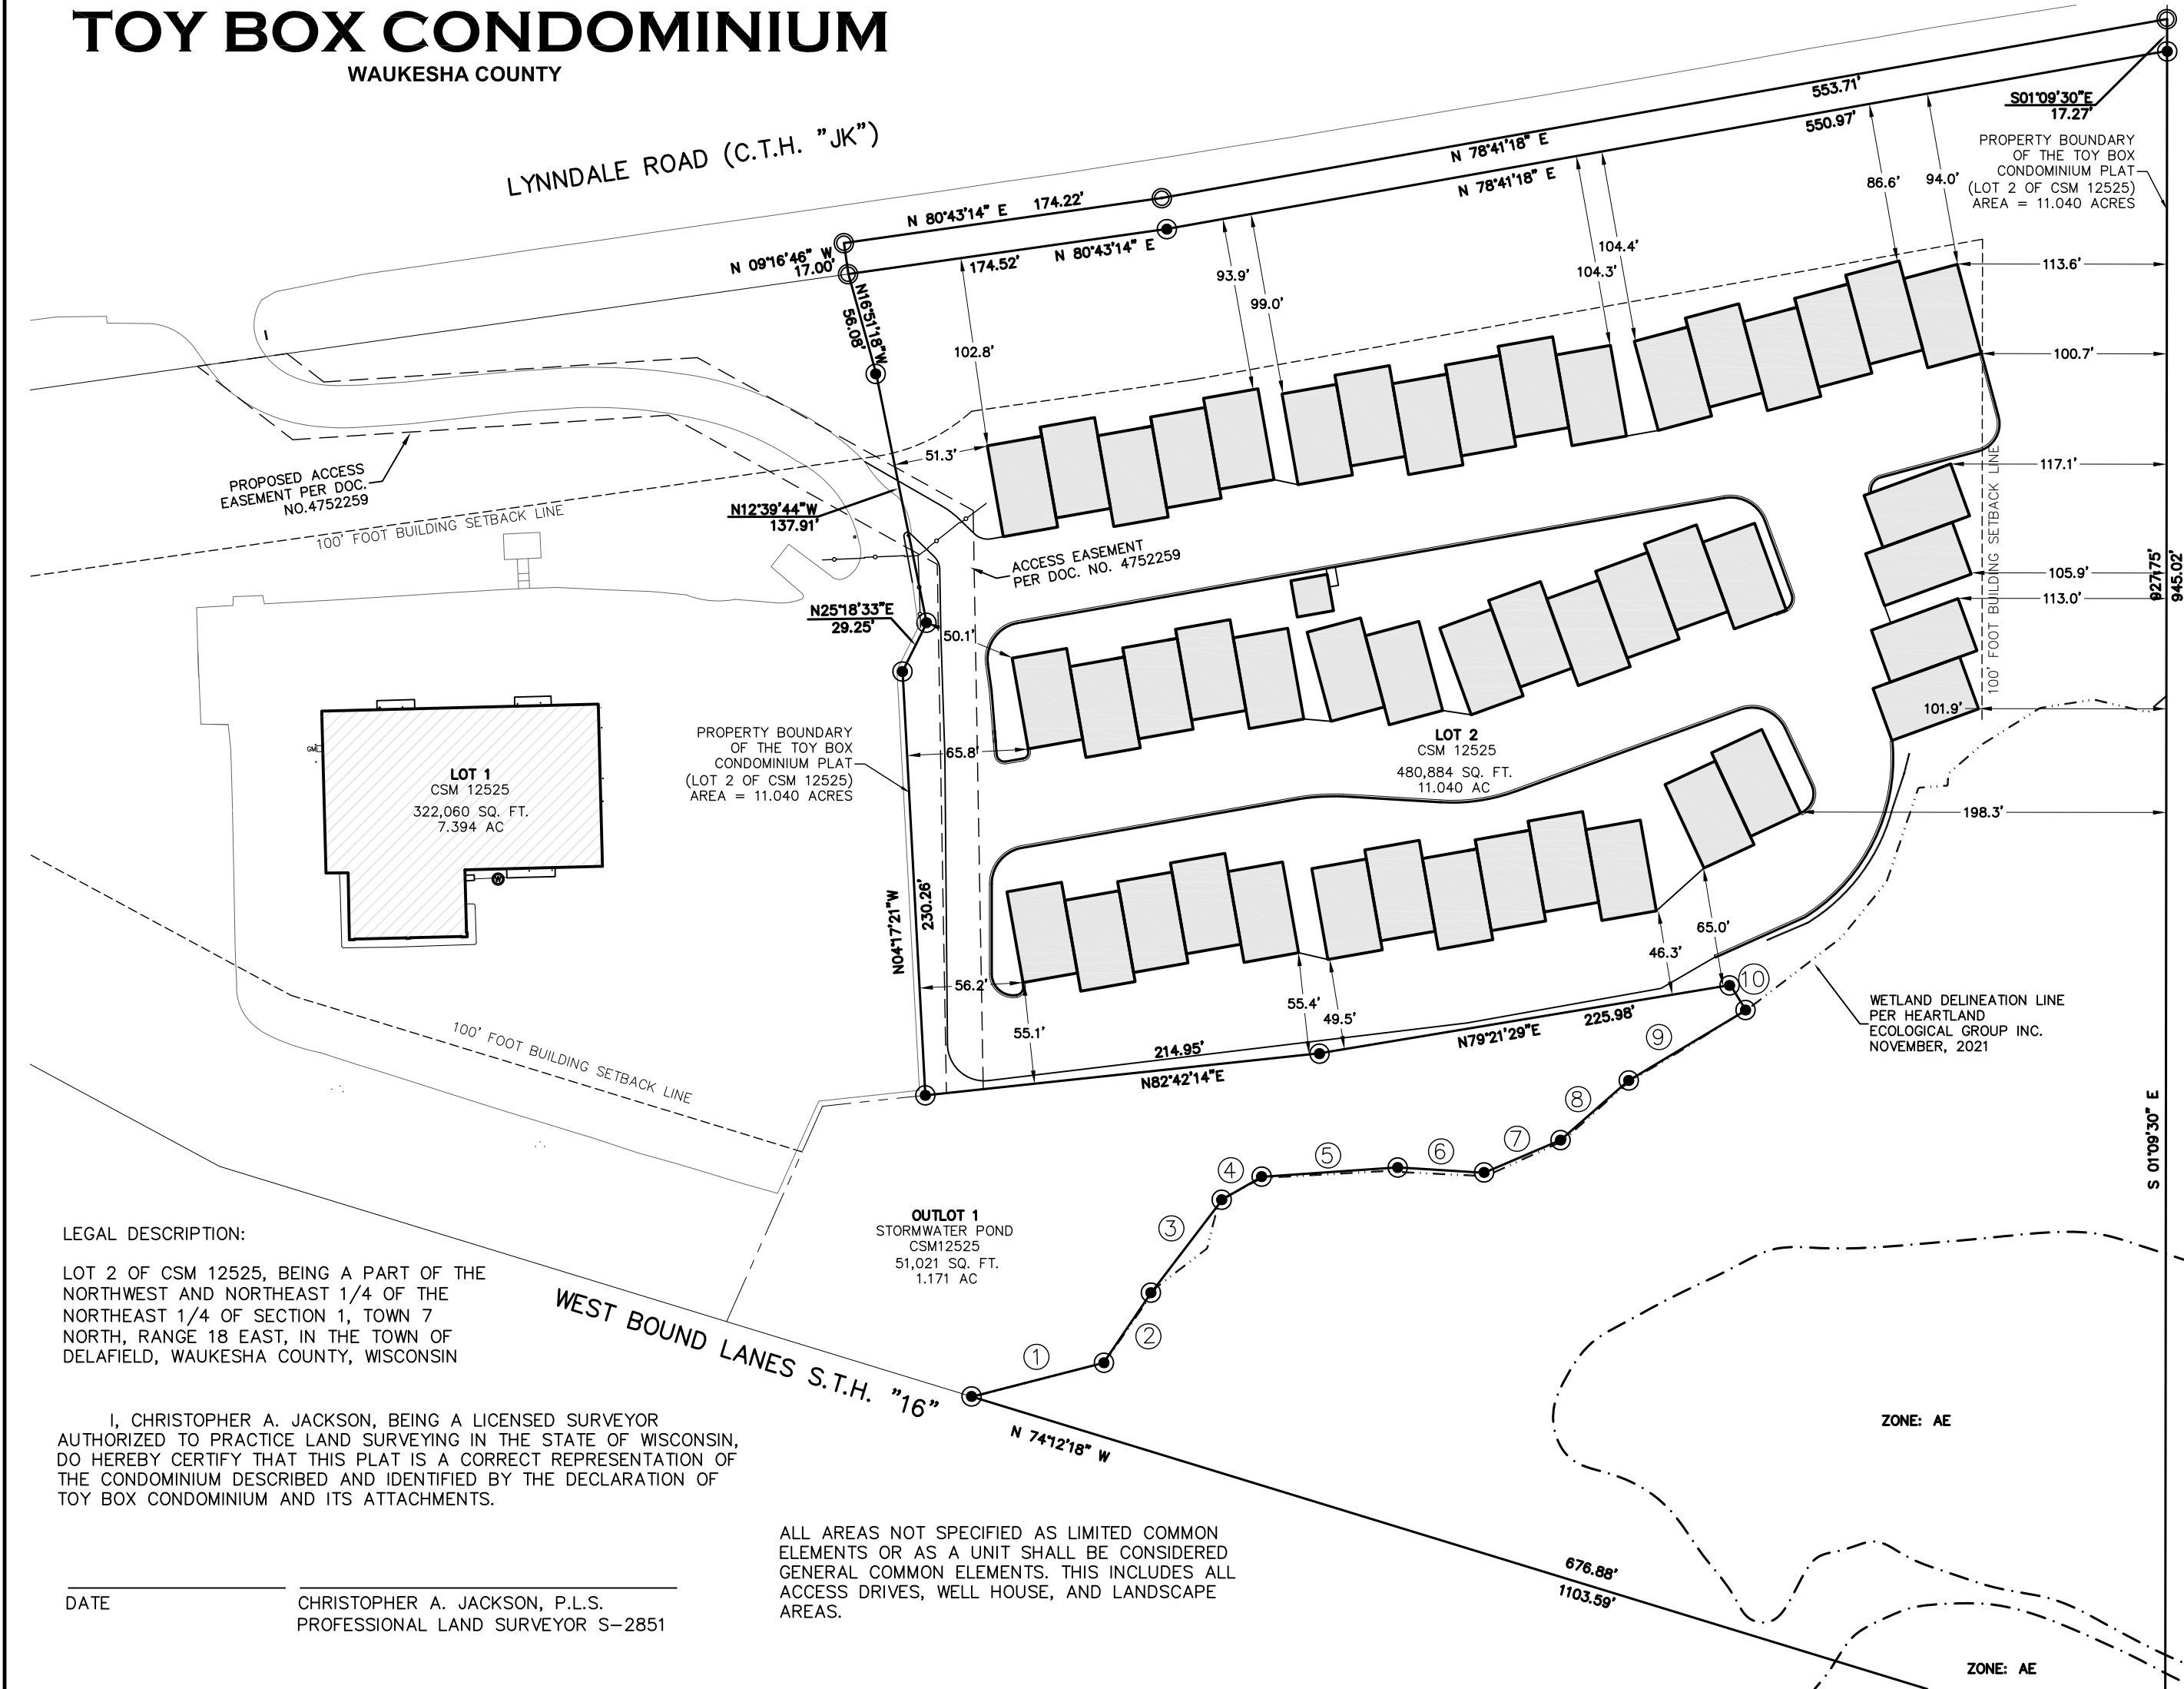 TOY BOX CONDOMINIUM
WAUKESHA COUNTY
LYNNDALE ROAD (C.T.H. "JK")
N 80°43'14" E 174.22'
N 80°43'14" E
174.52'
N 09°16'46" W
17.00'
N16°51'18"W
56.08'
N 78°41'18" E
553.71'
N 78°41'18" E
550.97'
S01°09'30"E
17.27'
PROPERTY BOUNDARY
OF THE TOY BOX
CONDOMINIUM PLAT
(LOT 2 OF CSM 12525)
AREA = 11.040 ACRES
102.8'
93.9'
99.0'
104.3'
104.4'
86.6'
94.0'
113.6'
100.7'
117.1'
105.9'
113.0'
101.9'
198.3'
927.75'
945.02'
S 01°09'30" E
100' FOOT BUILDING SETBACK LINE
51.3'
PROPOSED ACCESS
EASEMENT PER DOC.
NO.4752259
100' FOOT BUILDING SETBACK LINE
N12°39'44"W
137.91'
ACCESS EASEMENT
PER DOC. NO. 4752259
N25°18'33"E
29.25'
50.1'
65.8'
PROPERTY BOUNDARY
OF THE TOY BOX
CONDOMINIUM PLAT
(LOT 2 OF CSM 12525)
AREA = 11.040 ACRES
LOT 1
CSM 12525
322,060 SQ. FT.
7.394 AC
GM
W
LOT 2
CSM 12525
480,884 SQ. FT.
11.040 AC
N04°17'21"W
230.26'
56.2'
55.1'
55.4'
49.5'
46.3'
65.0'
214.95'
N82°42'14"E
N79°21'29"E
225.98'
100' FOOT BUILDING SETBACK LINE
WETLAND DELINEATION LINE
PER HEARTLAND
ECOLOGICAL GROUP INC.
NOVEMBER, 2021
10
9
8
7
6
5
4
3
2
1
OUTLOT 1
STORMWATER POND
CSM12525
51,021 SQ. FT.
1.171 AC
WEST BOUND LANES S.T.H. "16"
N 74°12'18" W
676.88'
1103.59'
ZONE: AE
ZONE: AE
LEGAL DESCRIPTION:
LOT 2 OF CSM 12525, BEING A PART OF THE
NORTHWEST AND NORTHEAST 1/4 OF THE
NORTHEAST 1/4 OF SECTION 1, TOWN 7
NORTH, RANGE 18 EAST, IN THE TOWN OF
DELAFIELD, WAUKESHA COUNTY, WISCONSIN
I, CHRISTOPHER A. JACKSON, BEING A LICENSED SURVEYOR
AUTHORIZED TO PRACTICE LAND SURVEYING IN THE STATE OF WISCONSIN,
DO HEREBY CERTIFY THAT THIS PLAT IS A CORRECT REPRESENTATION OF
THE CONDOMINIUM DESCRIBED AND IDENTIFIED BY THE DECLARATION OF
TOY BOX CONDOMINIUM AND ITS ATTACHMENTS.
DATE
CHRISTOPHER A. JACKSON, P.L.S.
PROFESSIONAL LAND SURVEYOR S-2851
ALL AREAS NOT SPECIFIED AS LIMITED COMMON
ELEMENTS OR AS A UNIT SHALL BE CONSIDERED
GENERAL COMMON ELEMENTS. THIS INCLUDES ALL
ACCESS DRIVES, WELL HOUSE, AND LANDSCAPE
AREAS.